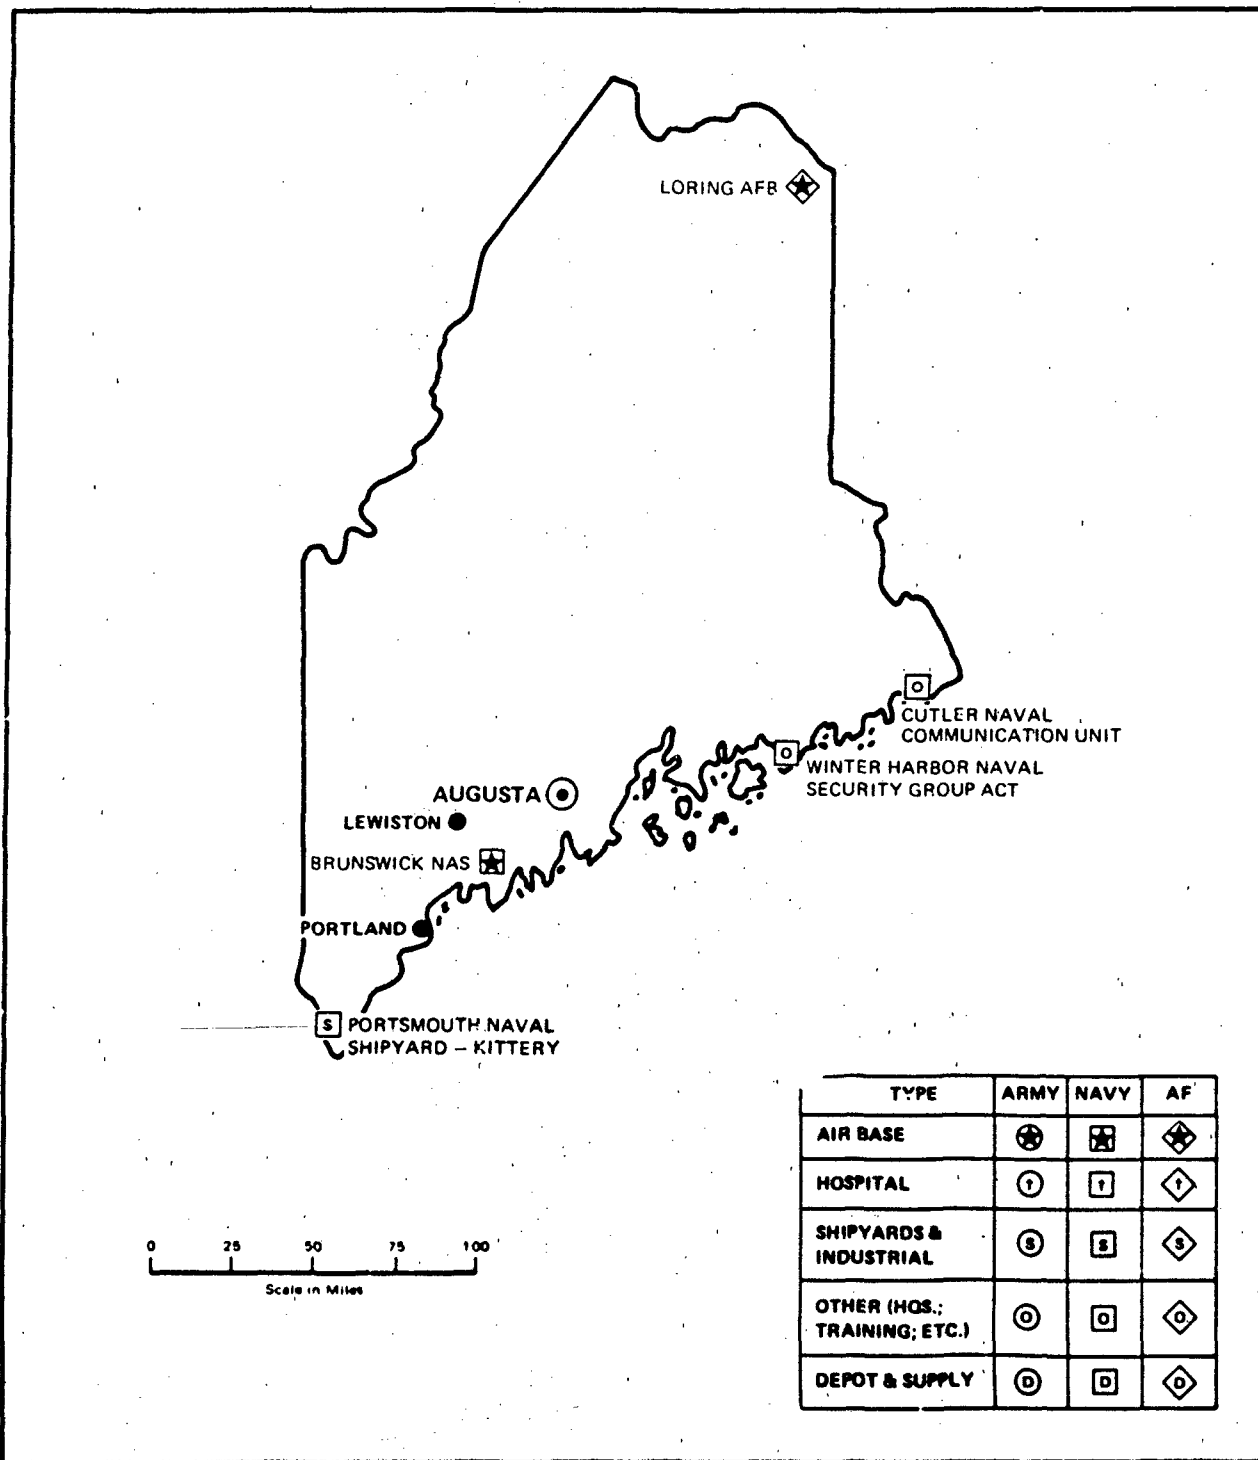 LORING AFB
CUTLER NAVAL
COMMUNICATION UNIT
WINTER HARBOR NAVAL
SECURITY GROUP ACT
AUGUSTA
LEWISTON
BRUNSWICK NAS
PORTLAND
S PORTSMOUTH NAVAL
SHIPYARD – KITTERY
O
O
TYPE ARMY NAVY AF
AIR BASE
HOSPITAL † † †
SHIPYARDS &
INDUSTRIAL S S S
OTHER (HQS.;
TRAINING; ETC.) O O O
DEPOT & SUPPLY D D D
0 25 50 75 100
Scale in Miles